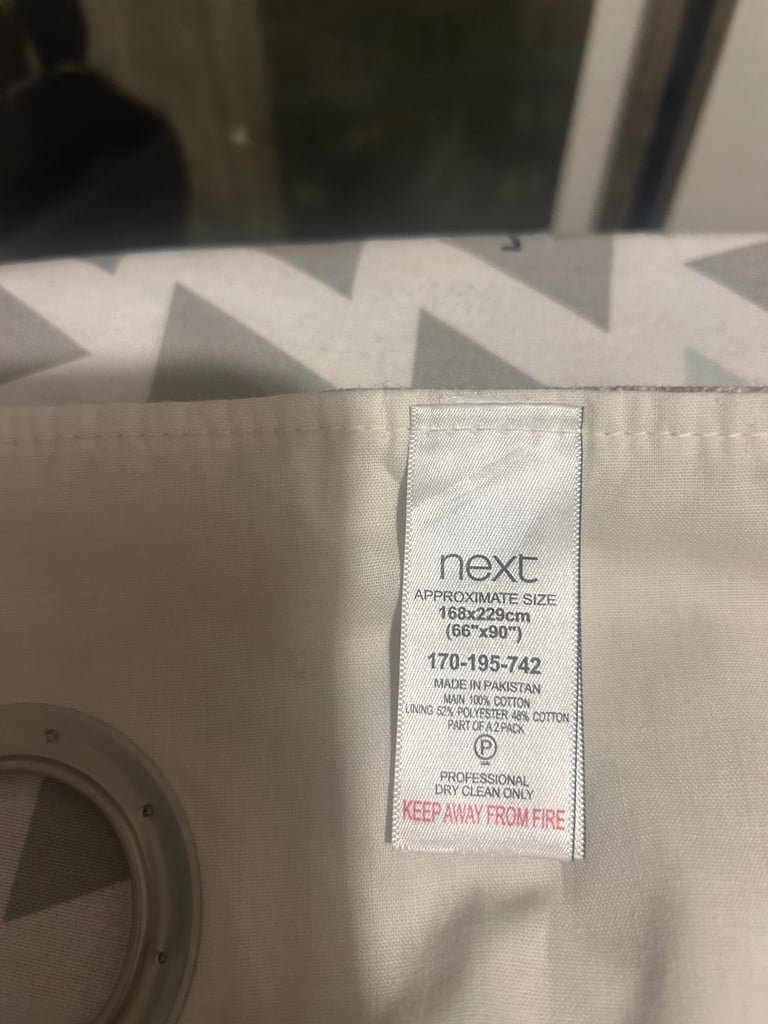 next
APPROXIMATE SIZE
168x229cm
(66"x90")
170-195-742
MADE IN PAKISTAN
MAIN 100% COTTON
LINING 52% POLYESTER 48% COTTON
PART OF A 2 PACK
P
PROFESSIONAL
DRY CLEAN ONLY
KEEP AWAY FROM FIRE